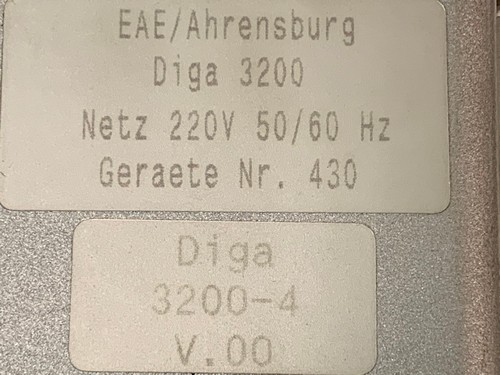 EAE/Ahrensburg
Diga 3200
Netz 220V 50/60 Hz
Geraete Nr. 430
Diga
3200-4
V.00